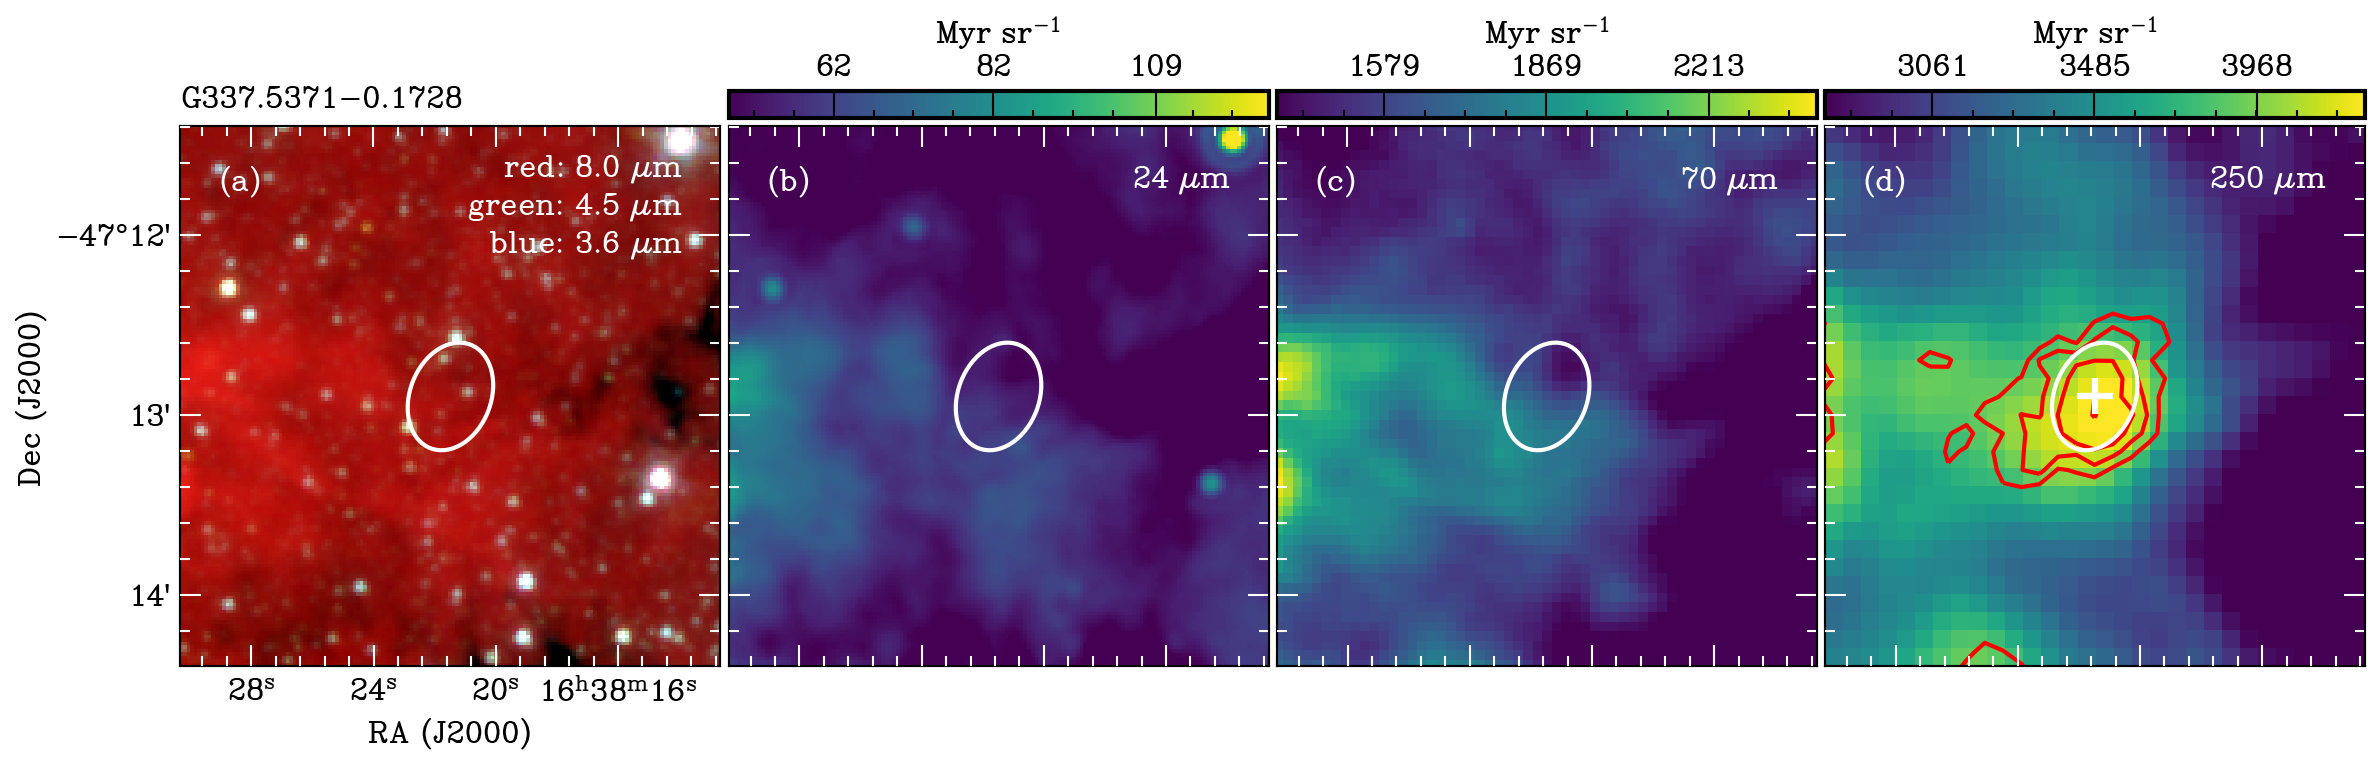 Myr sr⁻¹
62 82 109
Myr sr⁻¹
1579 1869 2213
Myr sr⁻¹
3061 3485 3968
G337.5371−0.1728
(a)
red: 8.0 μm
green: 4.5 μm
blue: 3.6 μm
(b)
24 μm
(c)
70 μm
(d)
250 μm
−47°12'
13'
14'
Dec (J2000)
28ˢ 24ˢ 20ˢ 16ʰ38ᵐ16ˢ
RA (J2000)